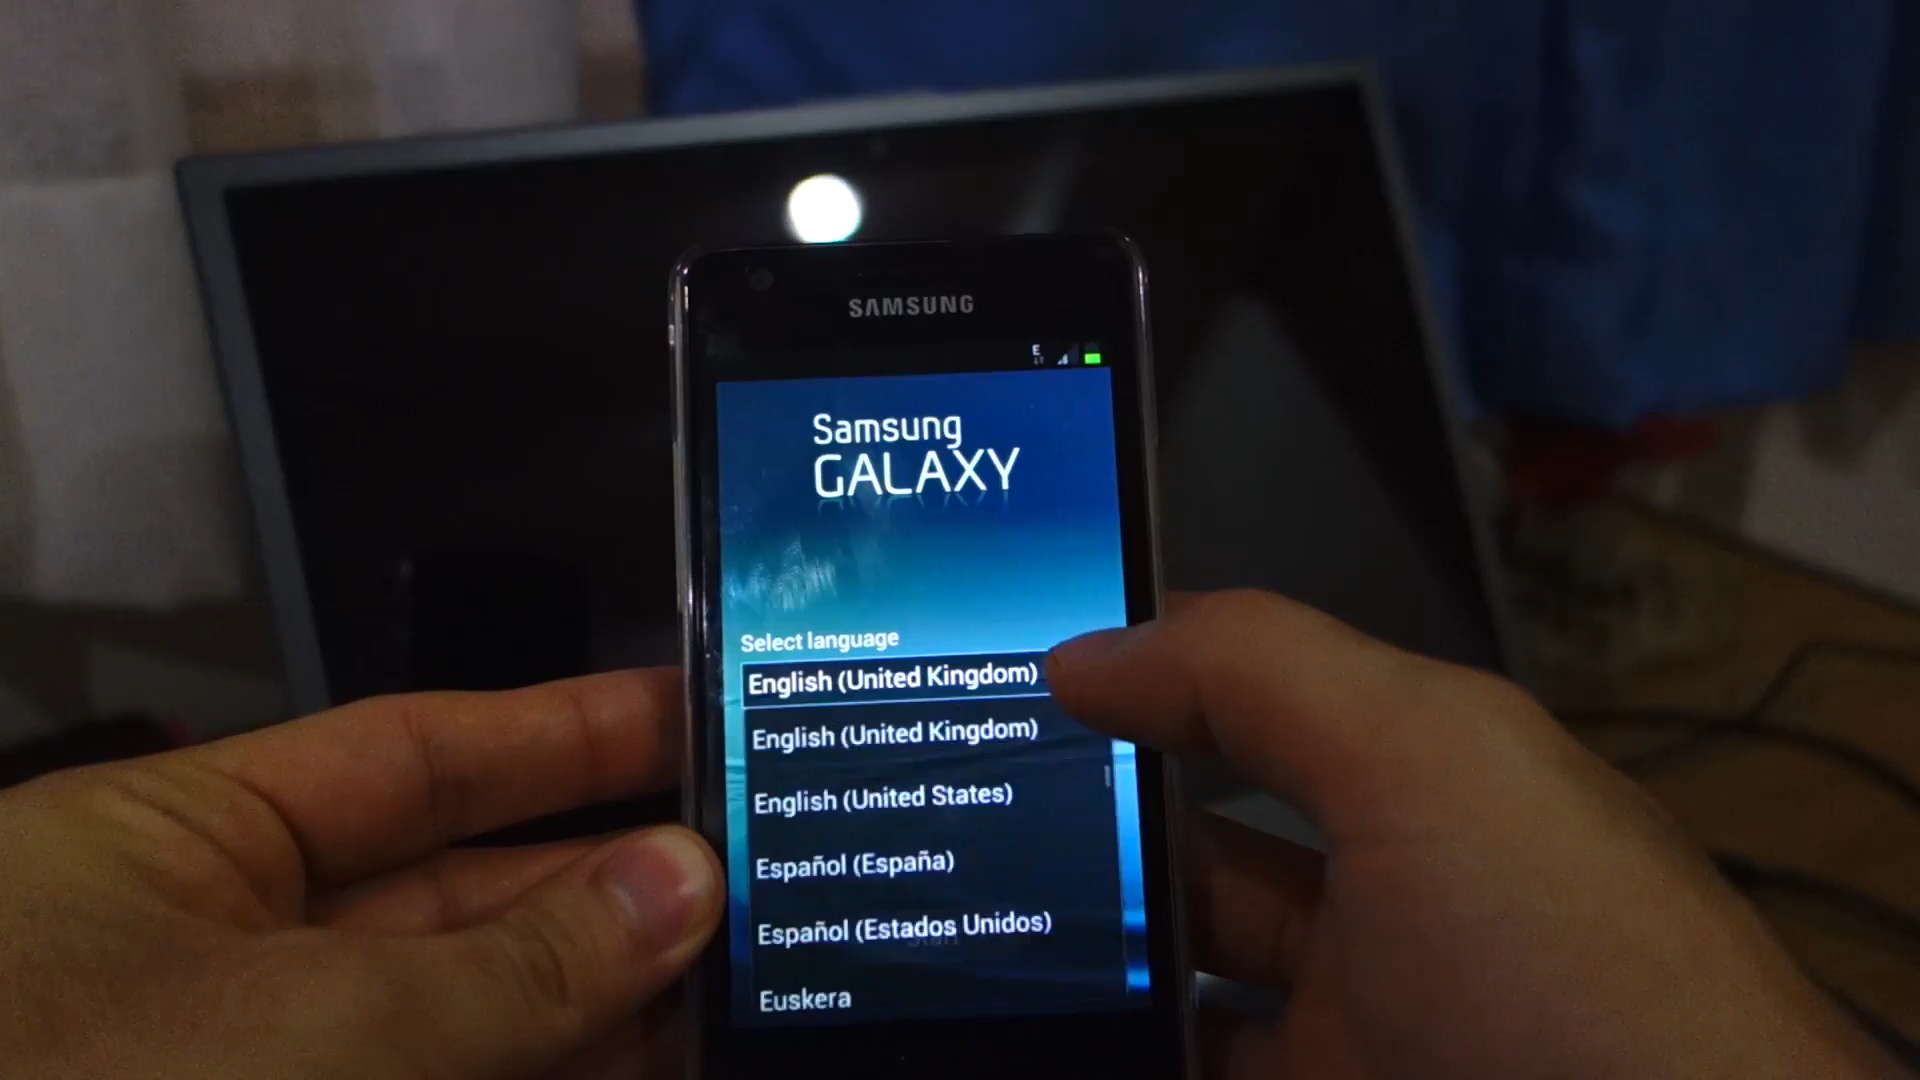 SAMSUNG
E
Samsung
GALAXY
Select language
English (United Kingdom)
English (United Kingdom)
English (United States)
Español (España)
Español (Estados Unidos)
Start
Euskera